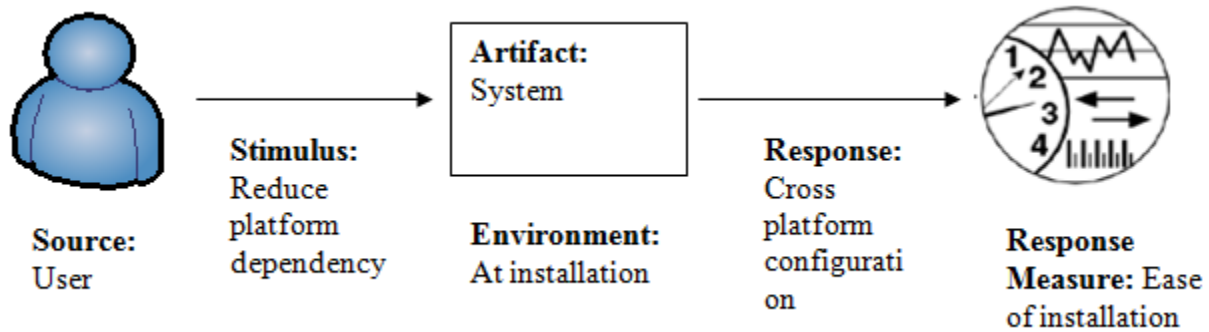 Source:
User
Stimulus:
Reduce
platform
dependency
Artifact:
System
Environment:
At installation
Response:
Cross
platform
configurati
on
1
2
3
4
Response
Measure: Ease
of installation